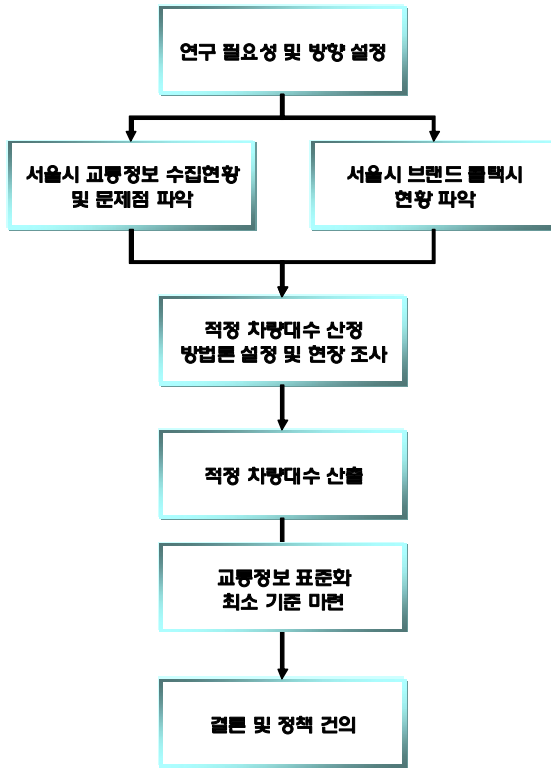 연구 필요성 및 방향 설정
서울시 교통정보 수집현황
및 문제점 파악
서울시 브랜드 콜택시
현황 파악
적정 차량대수 산정
방법론 설정 및 현장 조사
적정 차량대수 산출
교통정보 표준화
최소 기준 마련
결론 및 정책 건의